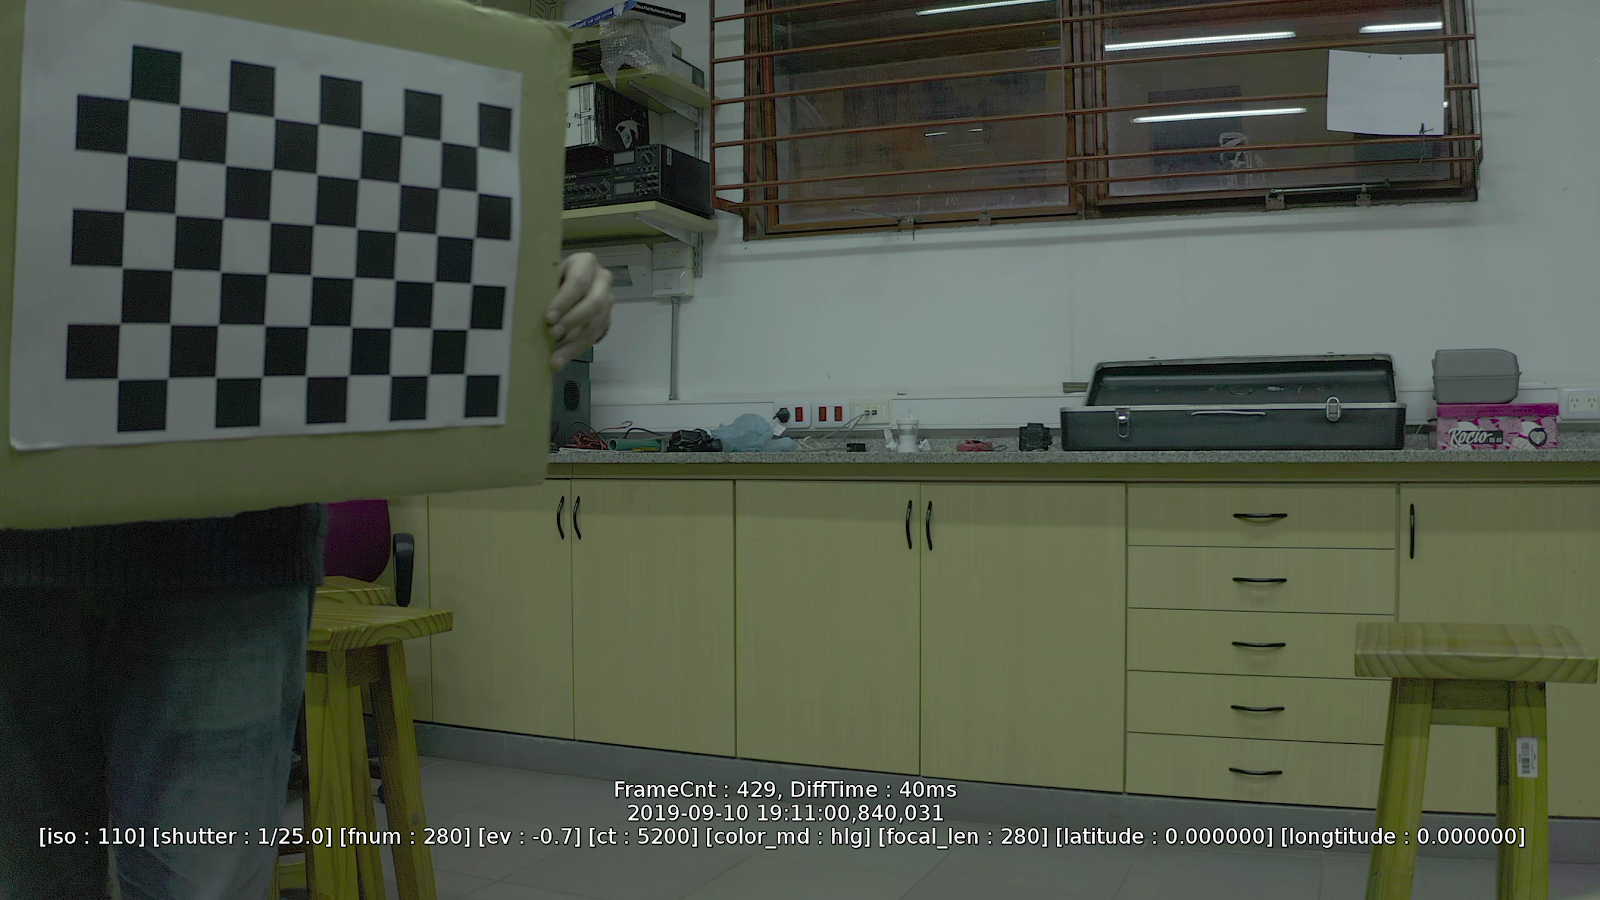 FrameCnt : 429, DiffTime : 40ms
2019-09-10 19:11:00,840,031
[iso : 110] [shutter : 1/25.0] [fnum : 280] [ev : -0.7] [ct : 5200] [color_md : hlg] [focal_len : 280] [latitude : 0.000000] [longtitude : 0.000000]
Rocío